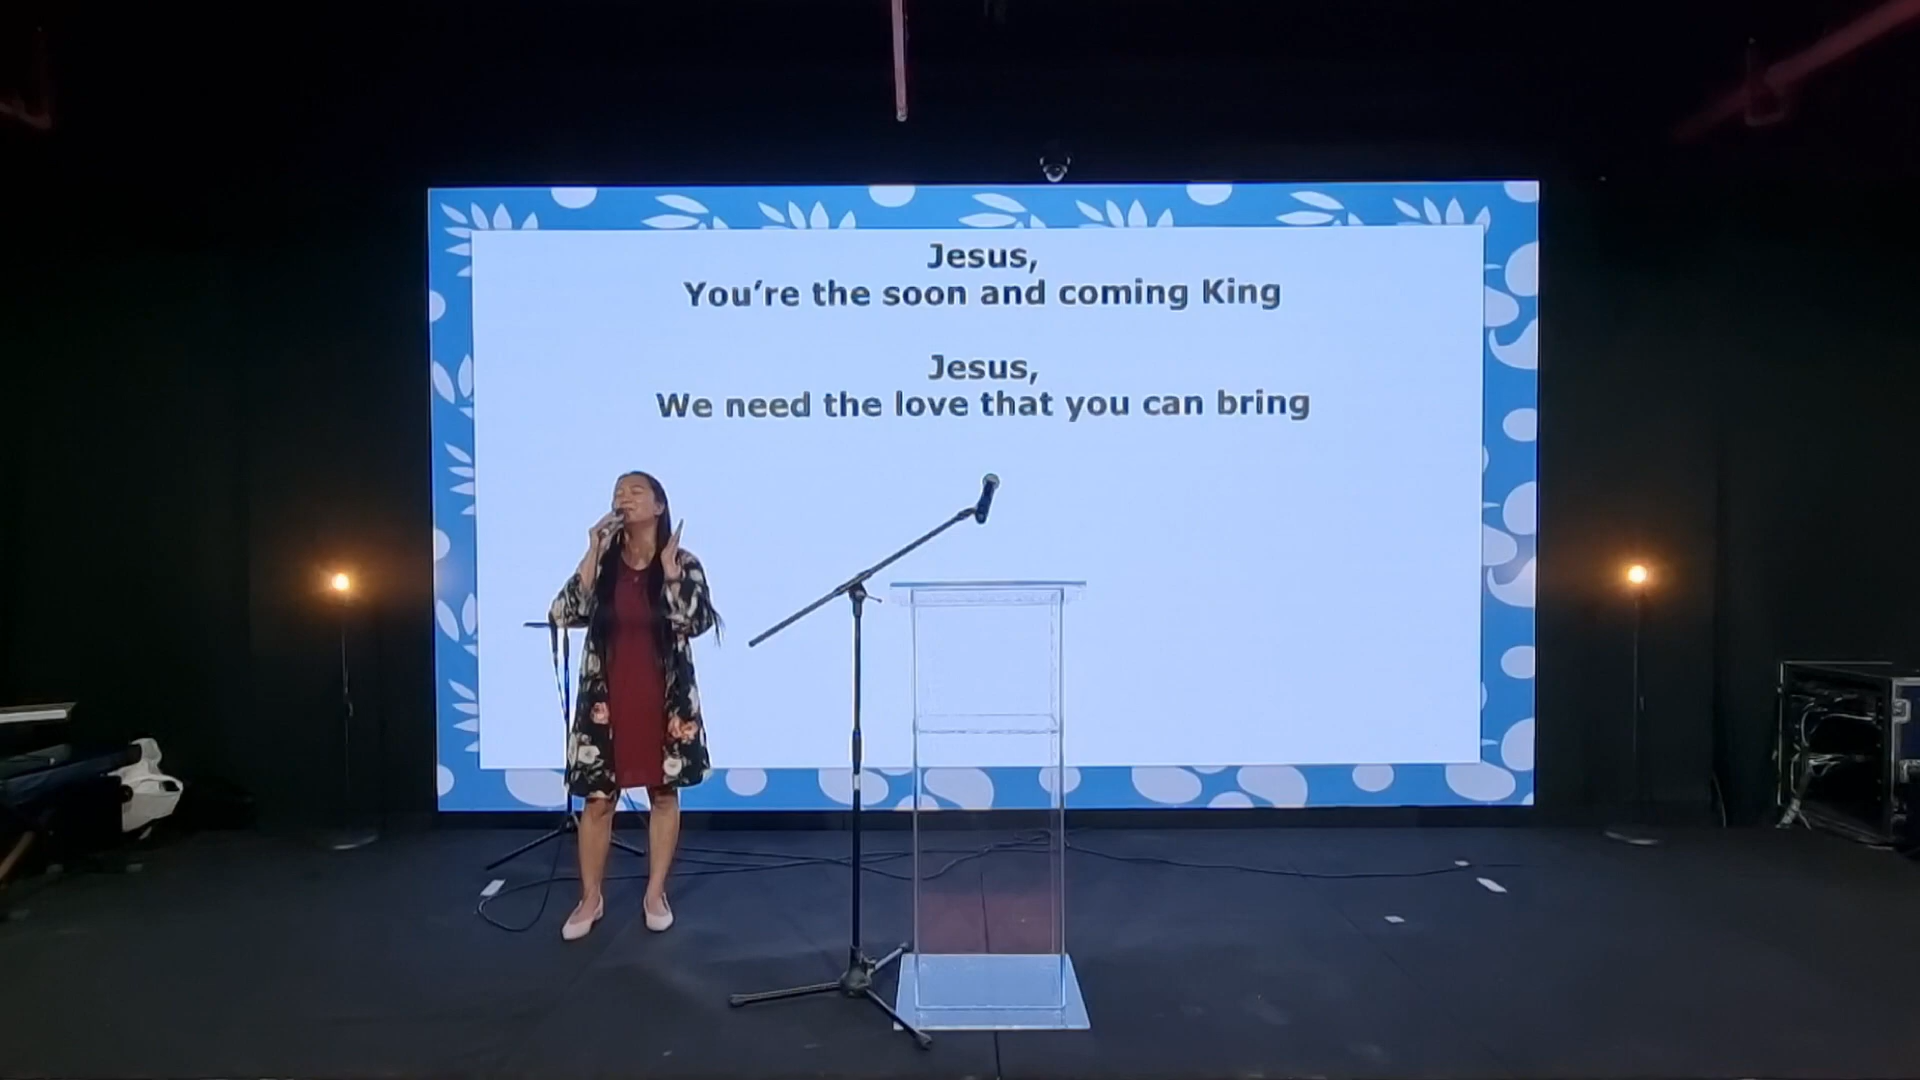 Jesus,
You're the soon and coming King
Jesus,
We need the love that you can bring